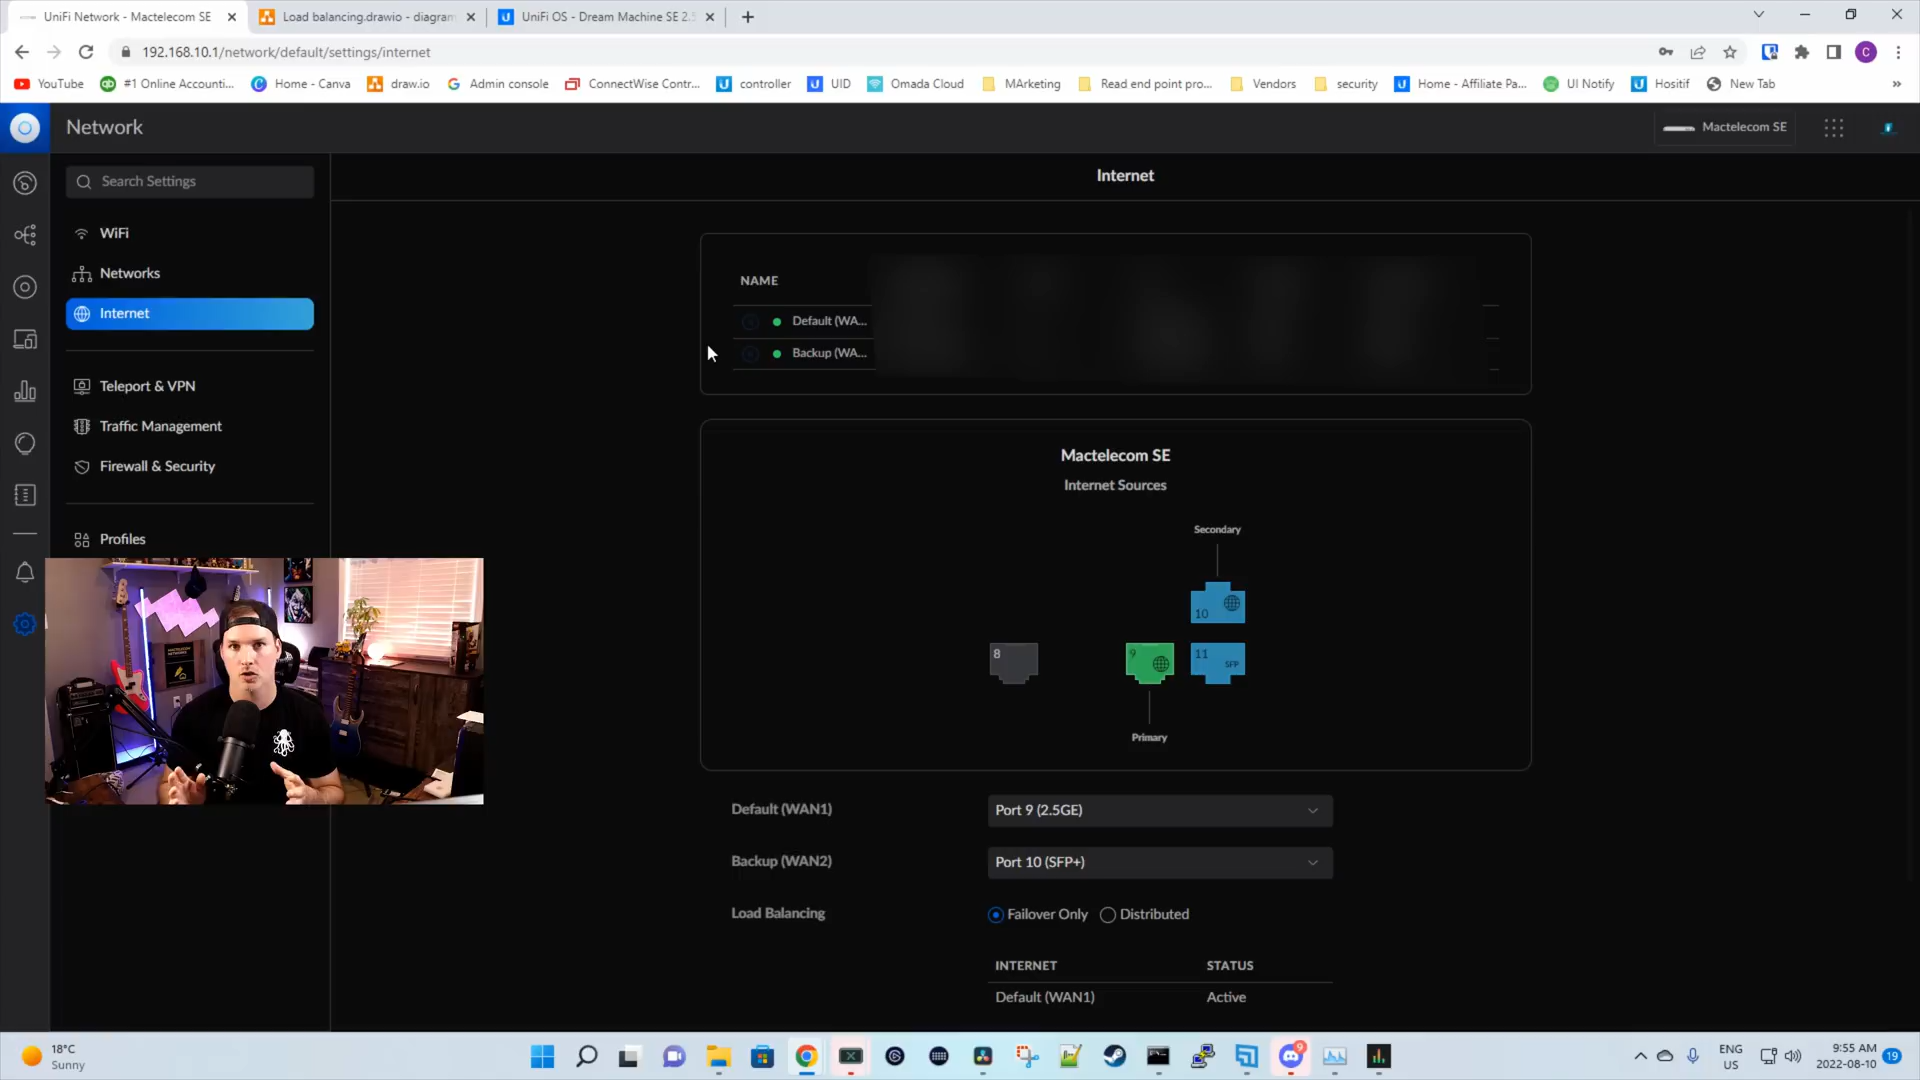 UniFi Network - Mactelecom SE
Load balancing.drawio - diagram
UniFi OS - Dream Machine SE 2.
192.168.10.1/network/default/settings/internet
C
YouTube
#1 Online Accounti...
Home - Canva
draw.io
Admin console
ConnectWise Contr...
controller
UID
Omada Cloud
MArketing
Read end point pro...
Vendors
security
Home - Affiliate Pa...
UI Notify
Hositif
New Tab
Network
Mactelecom SE
Search Settings
WiFi
Networks
Internet
Teleport & VPN
Traffic Management
Firewall & Security
Profiles
Internet
NAME
Default (WA...
Backup (WA...
Mactelecom SE
Internet Sources
Secondary
10
8
9
11
SFP
Primary
Default (WAN1)
Port 9 (2.5GE)
Backup (WAN2)
Port 10 (SFP+)
Load Balancing
Failover Only
Distributed
INTERNET
STATUS
Default (WAN1)
Active
18°C
Sunny
9
ENG
US
9:55 AM
2022-08-10
19